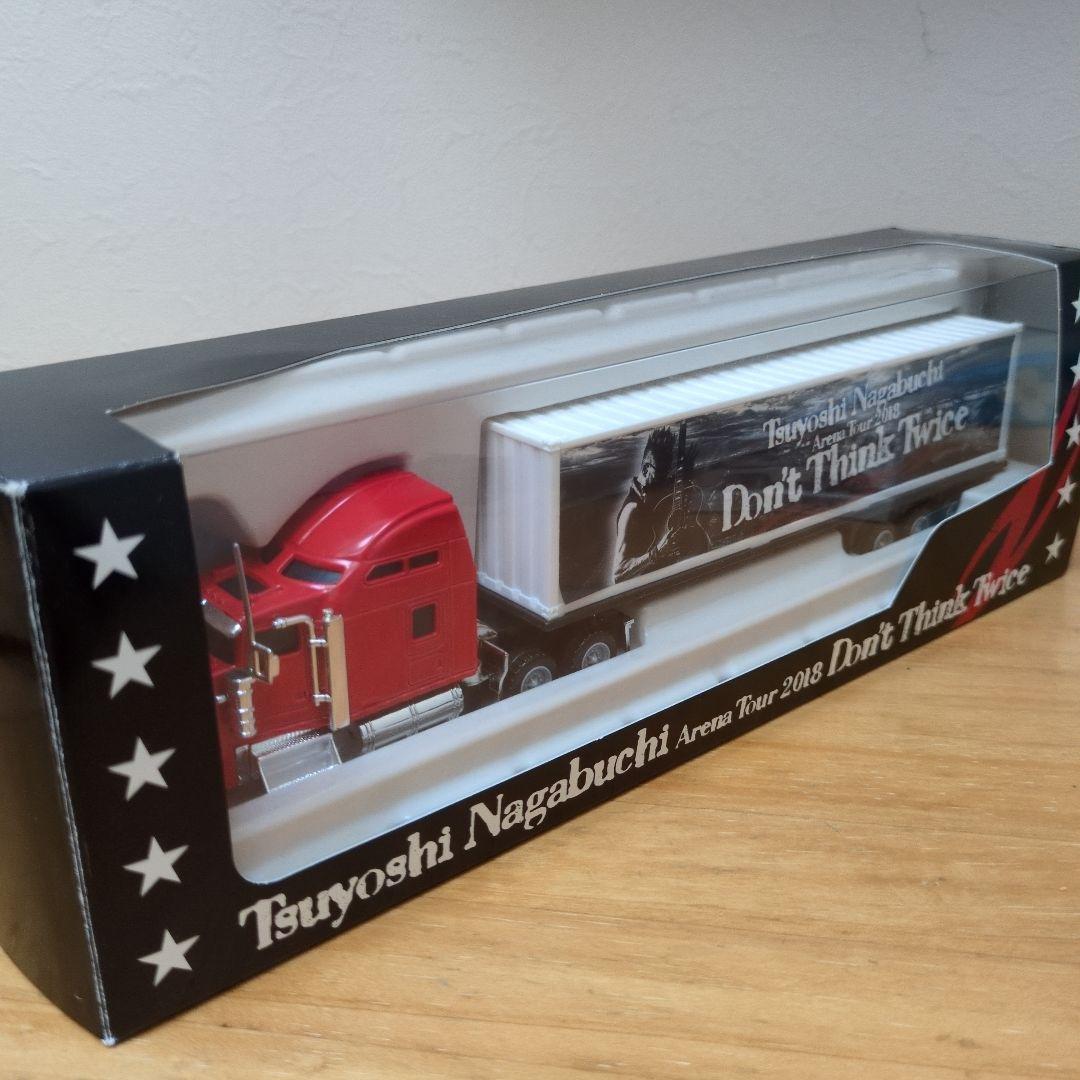 Tsuyoshi Nagabuchi
Arena Tour 2018
Don't Think Twice
Tsuyoshi Nagabuchi Arena Tour 2018 Don't Think Twice